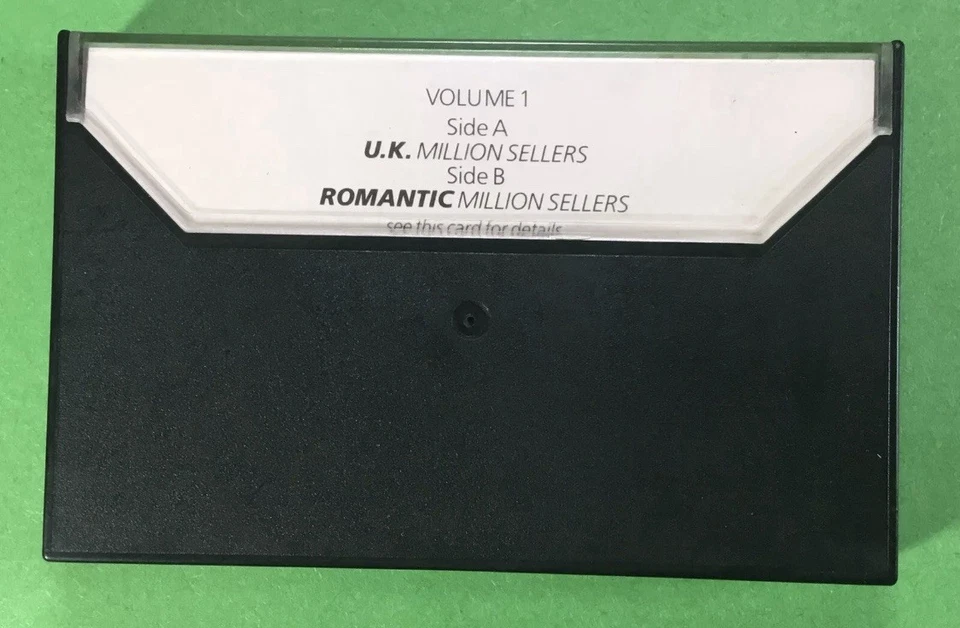 VOLUME 1
Side A
U.K. MILLION SELLERS
Side B
ROMANTIC MILLION SELLERS
see this card for details